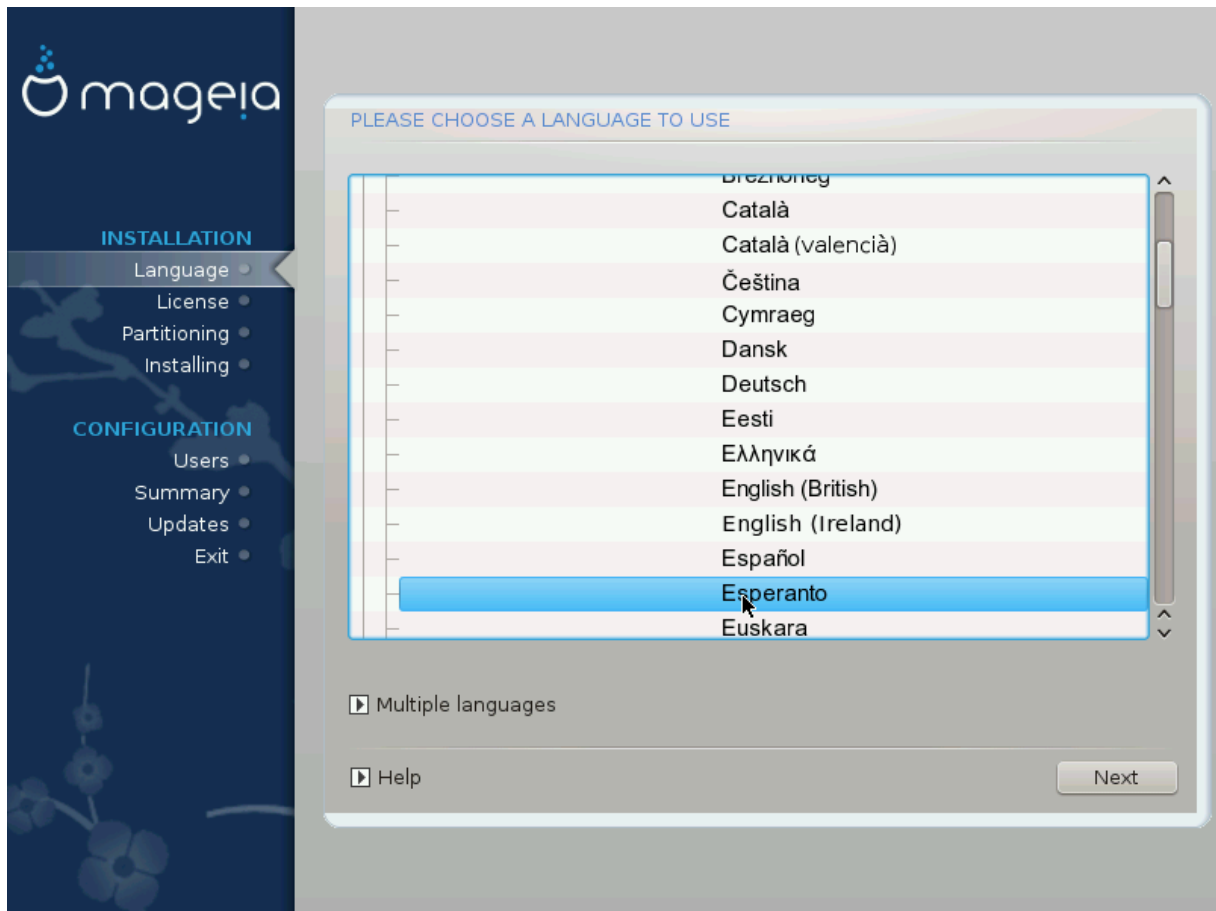 mageia
PLEASE CHOOSE A LANGUAGE TO USE
INSTALLATION
Language
License
Partitioning
Installing
CONFIGURATION
Users
Summary
Updates
Exit
Brezhoneg
Català
Català (valencià)
Čeština
Cymraeg
Dansk
Deutsch
Eesti
Ελληνικά
English (British)
English (Ireland)
Español
Esperanto
Euskara
Multiple languages
Help
Next